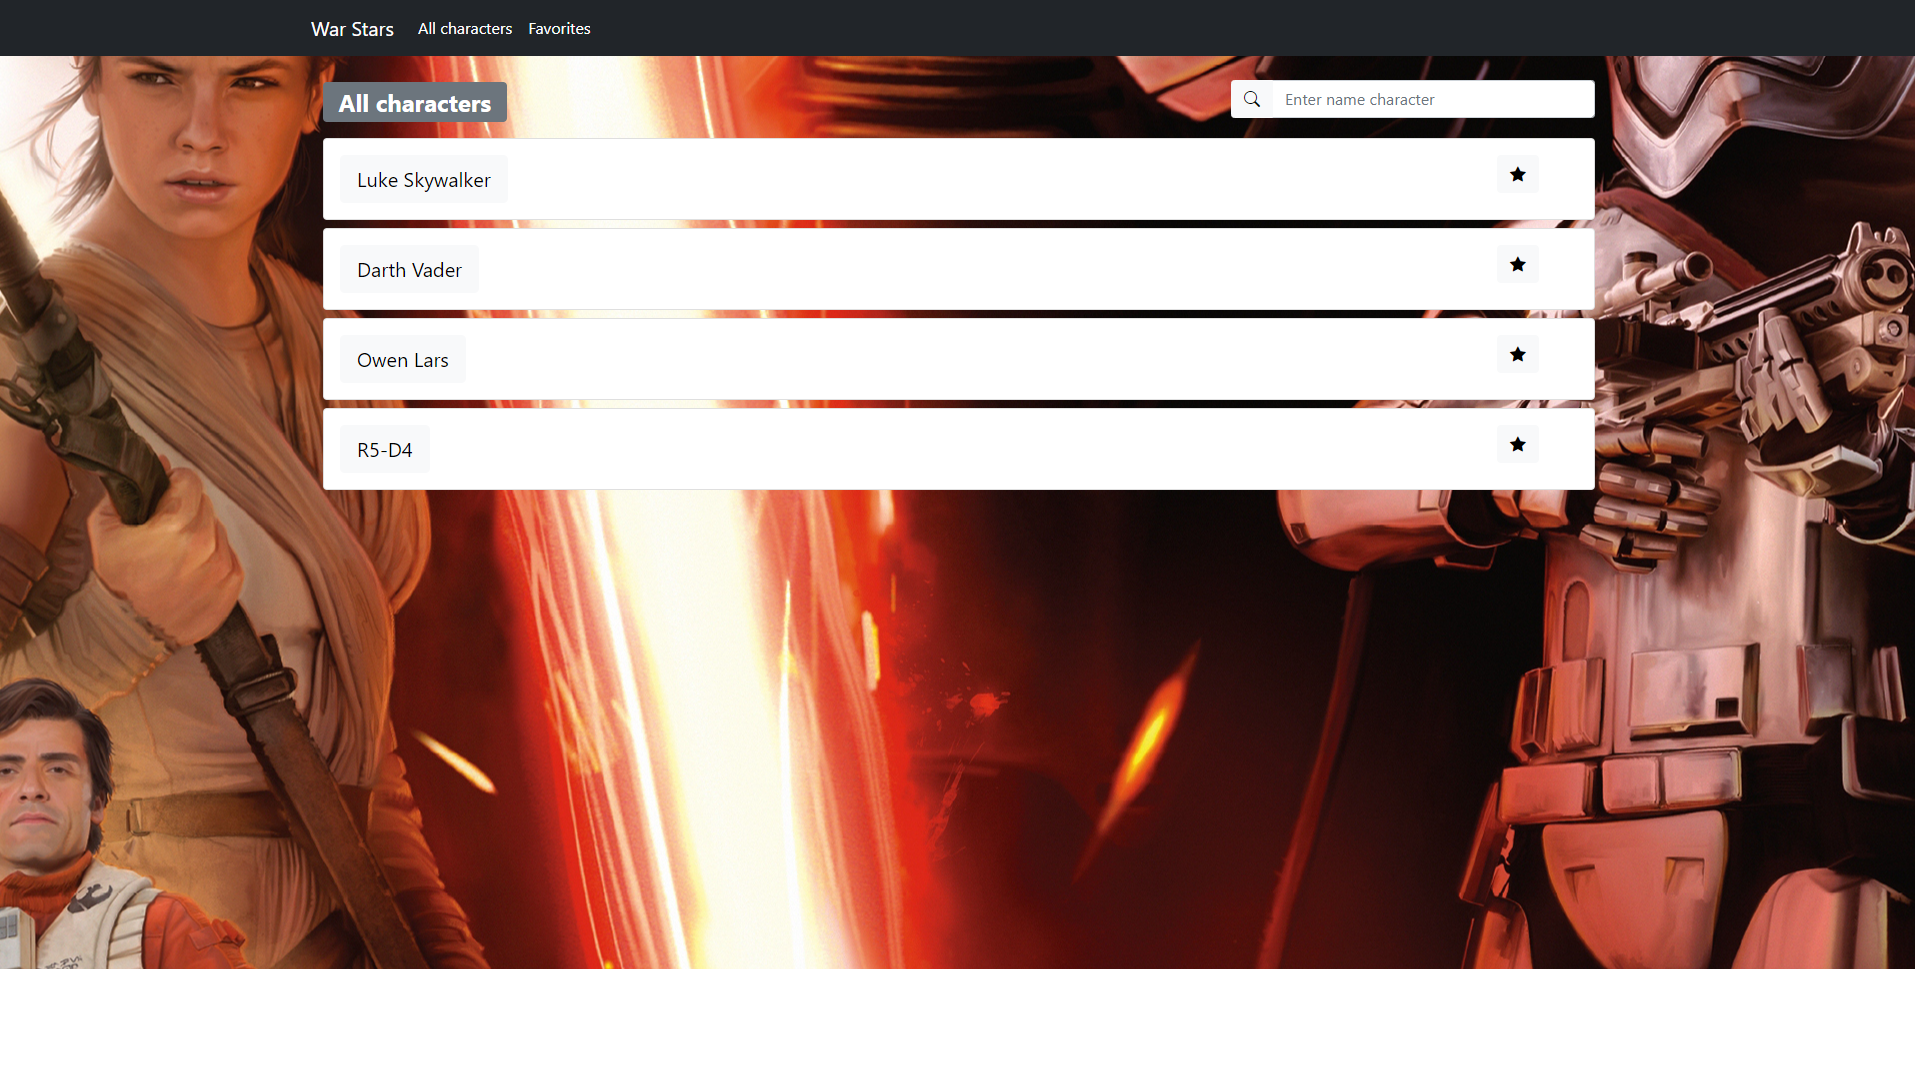 War Stars All characters Favorites
All characters
Enter name character
Luke Skywalker
Darth Vader
Owen Lars
R5-D4